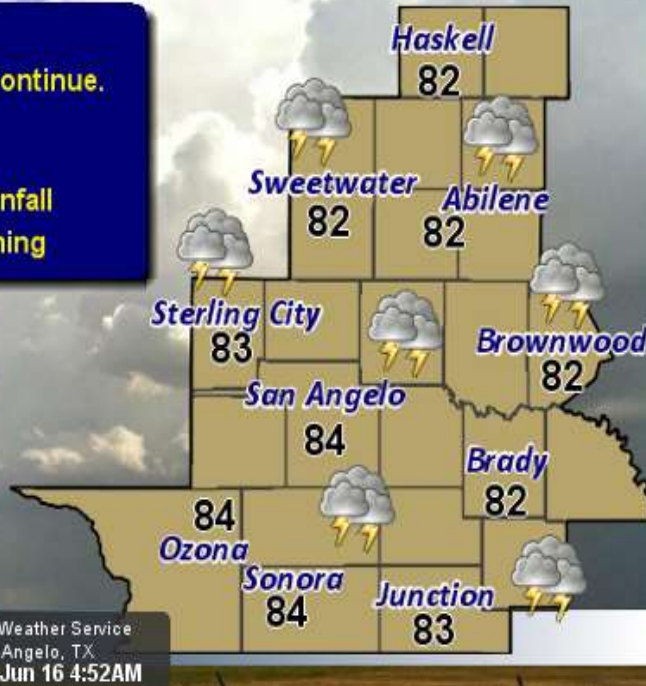 ontinue.
nfall
ning
Haskell
82
Sweetwater
82
Abilene
82
Sterling City
83
Brownwood
82
San Angelo
84
Brady
82
84
Ozona
Sonora
84
Junction
83
Weather Service
Angelo, TX
Jun 16 4:52AM